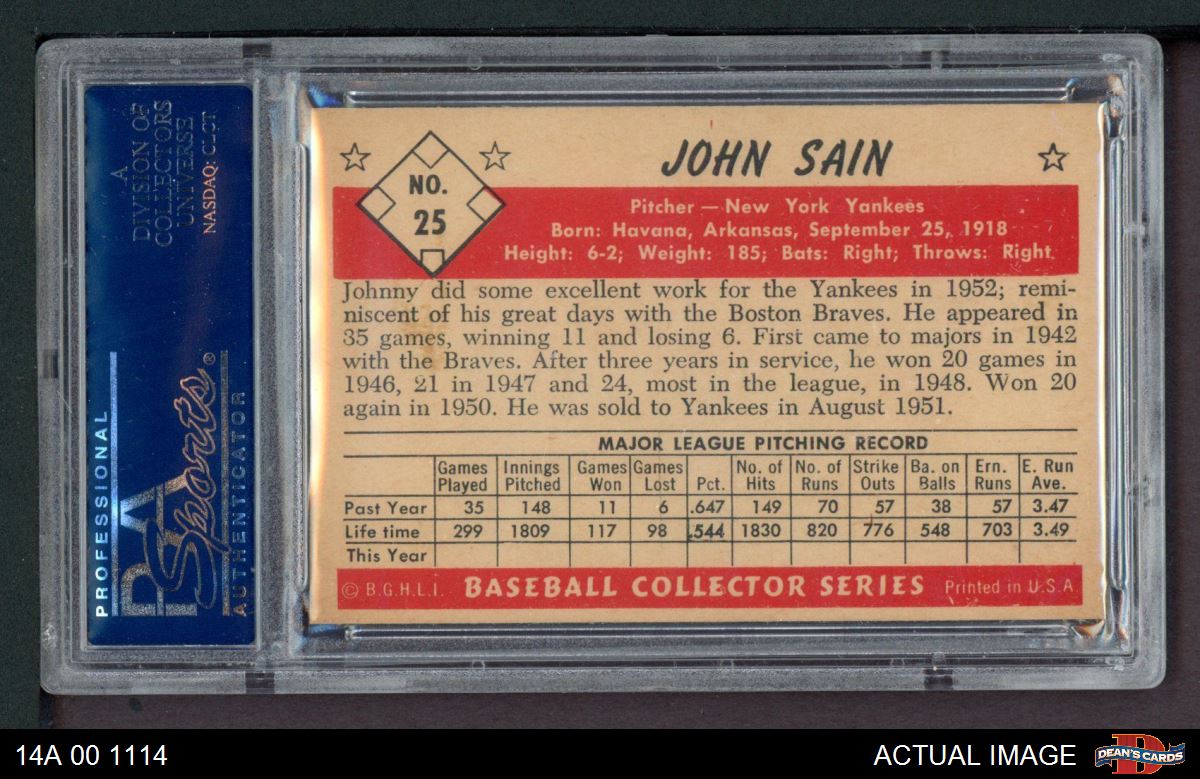 A
DIVISION OF
COLLECTORS
UNIVERSE
NASDAQ: CLCT
PROFESSIONAL
PSA
Sports®
AUTHENTICATOR
NO.
25
JOHN SAIN
Pitcher — New York Yankees
Born: Havana, Arkansas, September 25, 1918
Height: 6-2; Weight: 185; Bats: Right; Throws: Right
Johnny did some excellent work for the Yankees in 1952; remi-
niscent of his great days with the Boston Braves. He appeared in
35 games, winning 11 and losing 6. First came to majors in 1942
with the Braves. After three years in service, he won 20 games in
1946, 21 in 1947 and 24, most in the league, in 1948. Won 20
again in 1950. He was sold to Yankees in August 1951.
MAJOR LEAGUE PITCHING RECORD
Games Played Innings Pitched Games Won Games Lost Pct. No. of Hits No. of Runs Strike Outs Ba. on Balls Ern. Runs E. Run Ave.
Past Year 35 148 11 6 .647 149 70 57 38 57 3.47
Life time 299 1809 117 98 .544 1830 820 776 548 703 3.49
This Year
© B.G.H.L.I. BASEBALL COLLECTOR SERIES Printed in U.S.A.
14A 00 1114
ACTUAL IMAGE
DEAN'S CARDS